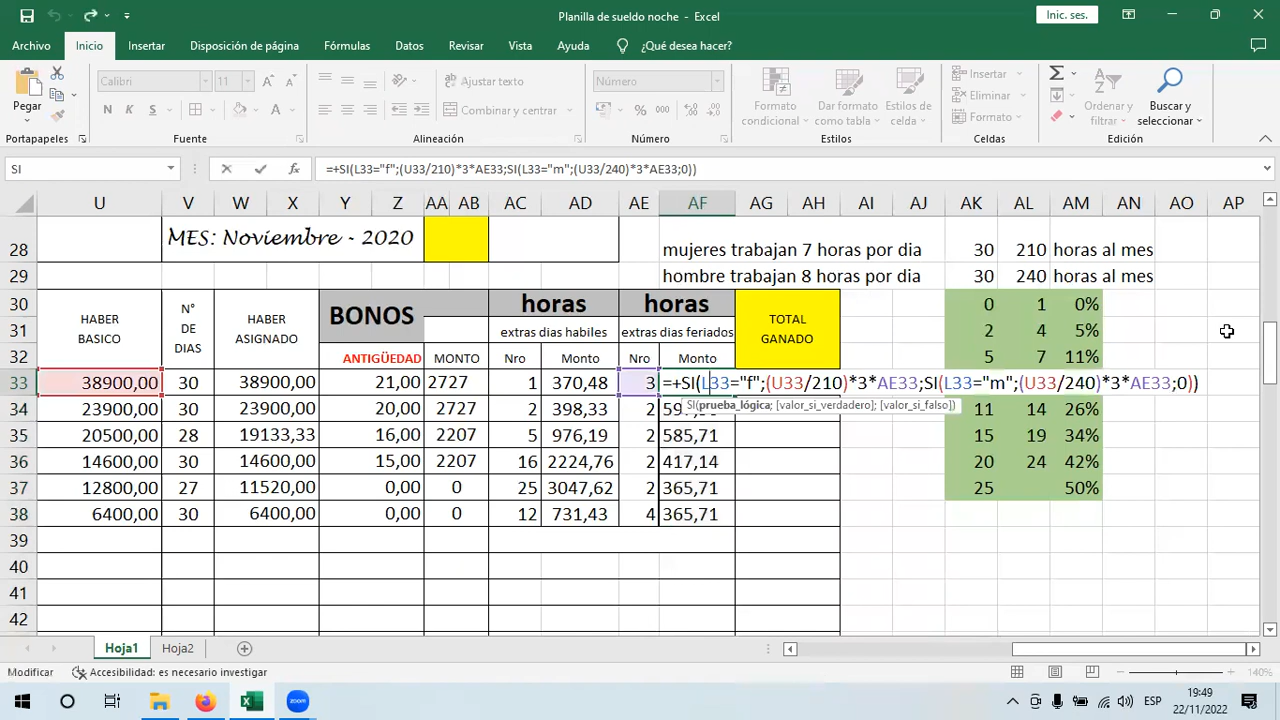 Planilla de sueldo noche - Excel
Inic. ses.
Archivo Inicio Insertar Disposición de página Fórmulas Datos Revisar Vista Ayuda ¿Qué desea hacer?
Pegar
Calibri 11
N K S
Ajustar texto
Combinar y centrar
Número
% 000
Formato condicional
Dar formato como tabla
Estilos de celda
Insertar
Eliminar
Formato
Ordenar y filtrar
Buscar y seleccionar
Portapapeles Fuente Alineación Número Estilos Celdas Edición
SI =+SI(L33="f";(U33/210)*3*AE33;SI(L33="m";(U33/240)*3*AE33;0))
U V W X Y Z AA AB AC AD AE AF AG AH AI AJ AK AL AM AN AO AP
28 MES: Noviembre - 2020 mujeres trabajan 7 horas por dia 30 210 horas al mes
29 hombre trabajan 8 horas por dia 30 240 horas al mes
30 BONOS horas horas 0 1 0%
31 HABER BASICO N° DE DIAS HABER ASIGNADO extras dias habiles extras dias feriados TOTAL GANADO 2 4 5%
32 ANTIGÜEDAD MONTO Nro Monto Nro Monto 5 7 11%
33 38900,00 30 38900,00 21,00 2727 1 370,48 3 =+SI(L33="f";(U33/210)*3*AE33;SI(L33="m";(U33/240)*3*AE33;0))
SI(prueba_lógica; [valor_si_verdadero]; [valor_si_falso])
34 23900,00 30 23900,00 20,00 2727 2 398,33 2 11 14 26%
35 20500,00 28 19133,33 16,00 2207 5 976,19 2 585,71 15 19 34%
36 14600,00 30 14600,00 15,00 2207 16 2224,76 2 417,14 20 24 42%
37 12800,00 27 11520,00 0,00 0 25 3047,62 2 365,71 25 50%
38 6400,00 30 6400,00 0,00 0 12 731,43 4 365,71
39
40
41
42
Hoja1 Hoja2
Modificar Accesibilidad: es necesario investigar 140%
zoom
ESP
19:49
22/11/2022